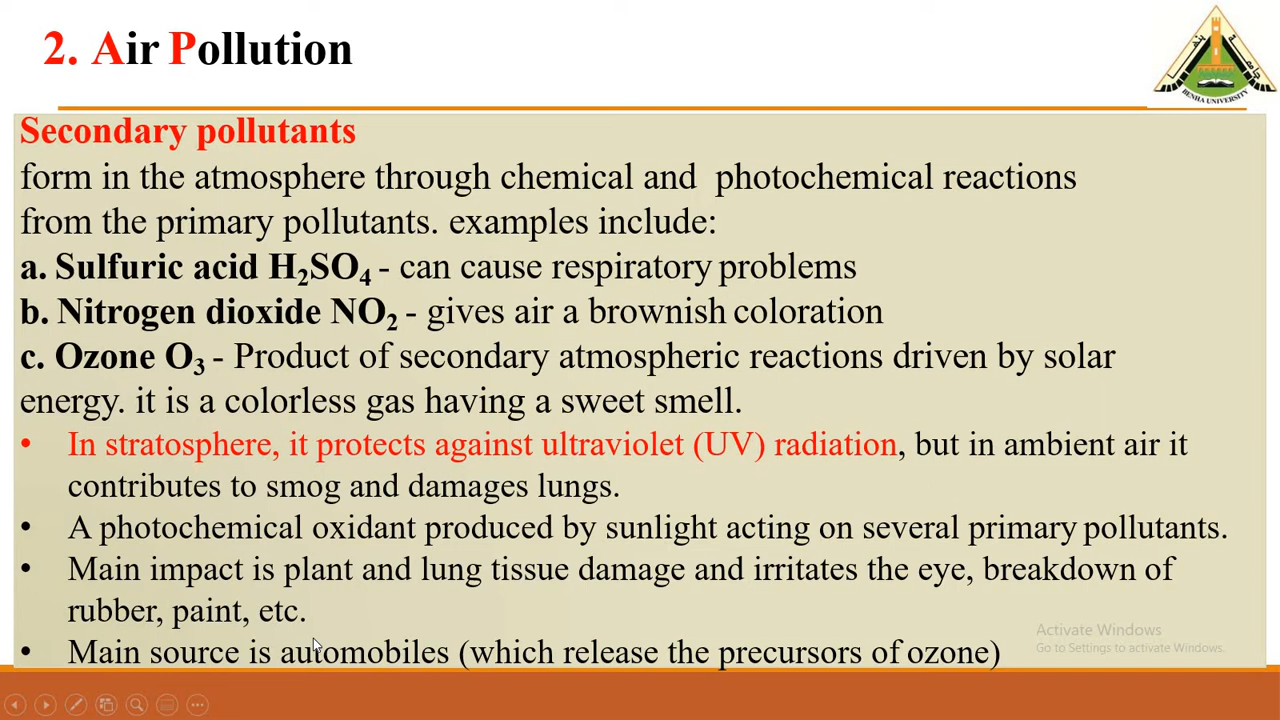 2. Air Pollution
BENHA UNIVERSITY
Secondary pollutants
form in the atmosphere through chemical and photochemical reactions
from the primary pollutants. examples include:
a. Sulfuric acid H₂SO₄ - can cause respiratory problems
b. Nitrogen dioxide NO₂ - gives air a brownish coloration
c. Ozone O₃ - Product of secondary atmospheric reactions driven by solar
energy. it is a colorless gas having a sweet smell.
• In stratosphere, it protects against ultraviolet (UV) radiation, but in ambient air it
contributes to smog and damages lungs.
• A photochemical oxidant produced by sunlight acting on several primary pollutants.
• Main impact is plant and lung tissue damage and irritates the eye, breakdown of
rubber, paint, etc.
• Main source is automobiles (which release the precursors of ozone)
Activate Windows
Go to Settings to activate Windows.